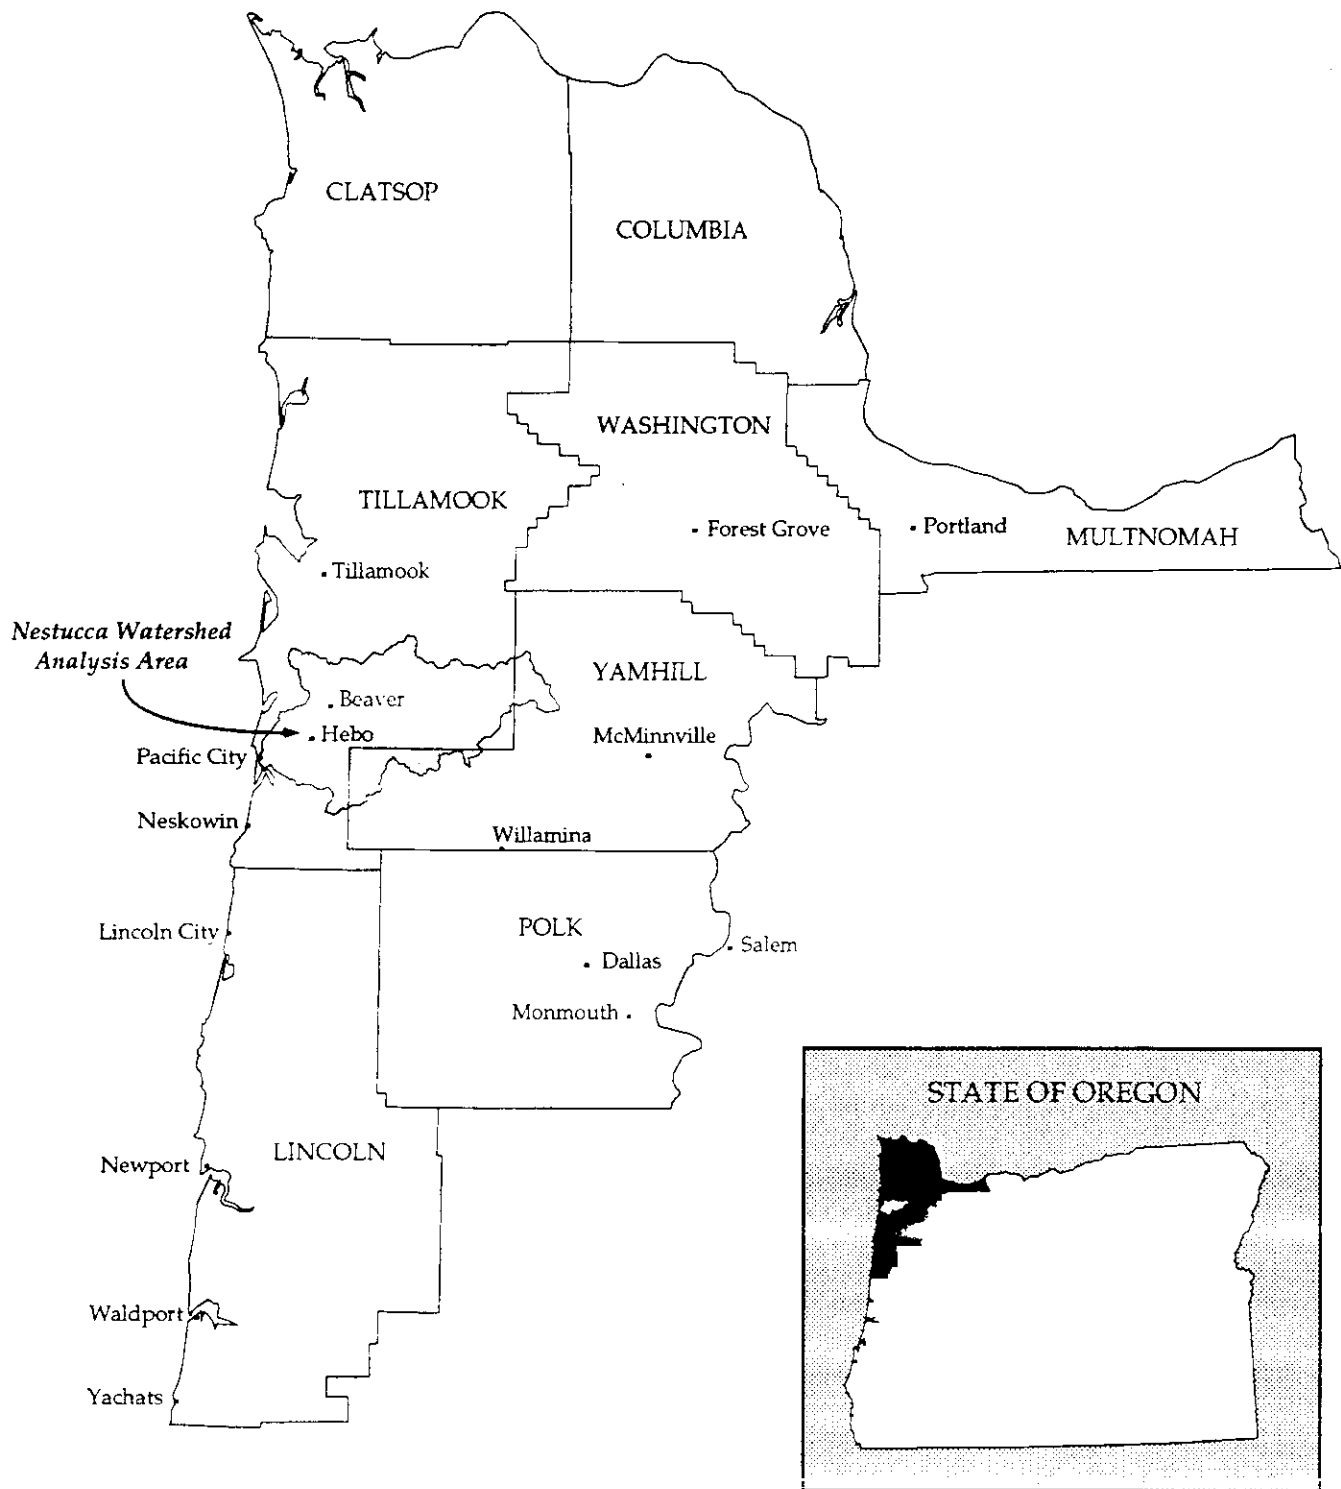 CLATSOP
COLUMBIA
WASHINGTON
TILLAMOOK
Forest Grove
Portland
MULTNOMAH
Tillamook
Nestucca Watershed
Analysis Area
YAMHILL
Beaver
Hebo
McMinnville
Pacific City
Neskowin
Willamina
POLK
Lincoln City
Salem
Dallas
Monmouth
STATE OF OREGON
LINCOLN
Newport
Waldport
Yachats